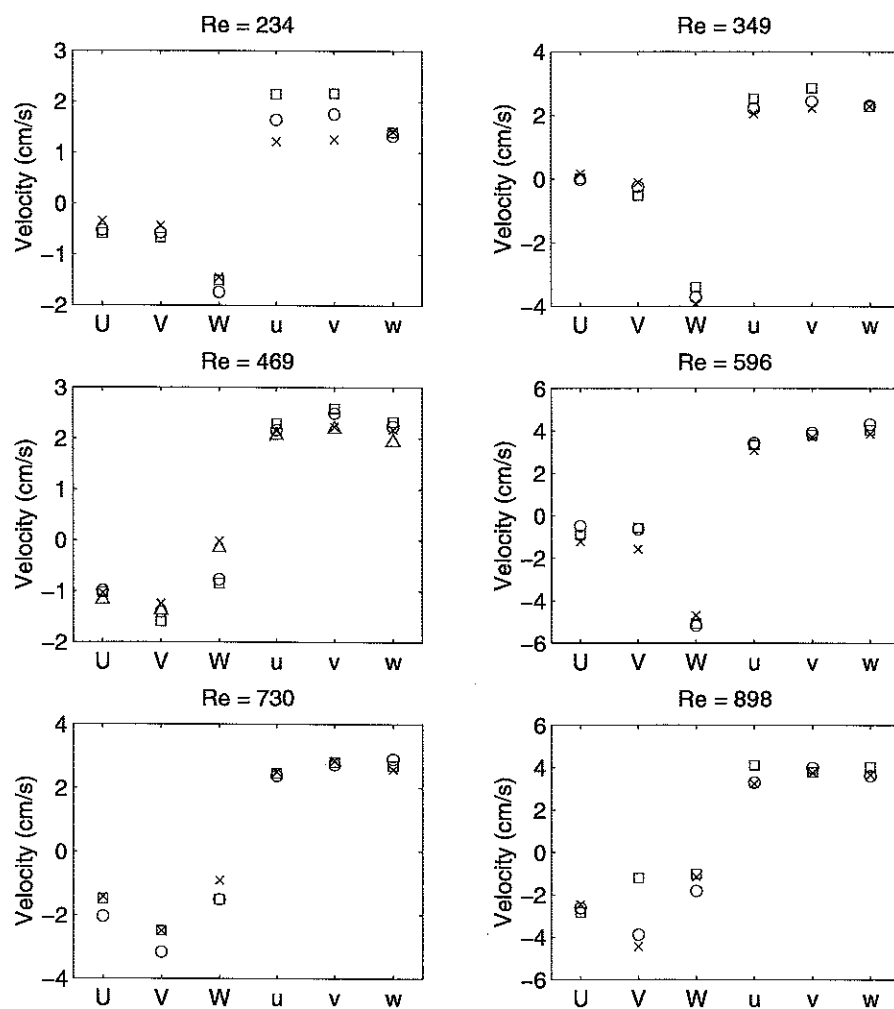 Re = 234
3
2
1
0
−1
−2
Velocity (cm/s)
U V W u v w
Re = 349
4
2
0
−2
−4
Velocity (cm/s)
U V W u v w
Re = 469
3
2
1
0
−1
−2
Velocity (cm/s)
U V W u v w
Re = 596
6
4
2
0
−2
−4
−6
Velocity (cm/s)
U V W u v w
Re = 730
4
2
0
−2
−4
Velocity (cm/s)
U V W u v w
Re = 898
6
4
2
0
−2
−4
−6
Velocity (cm/s)
U V W u v w